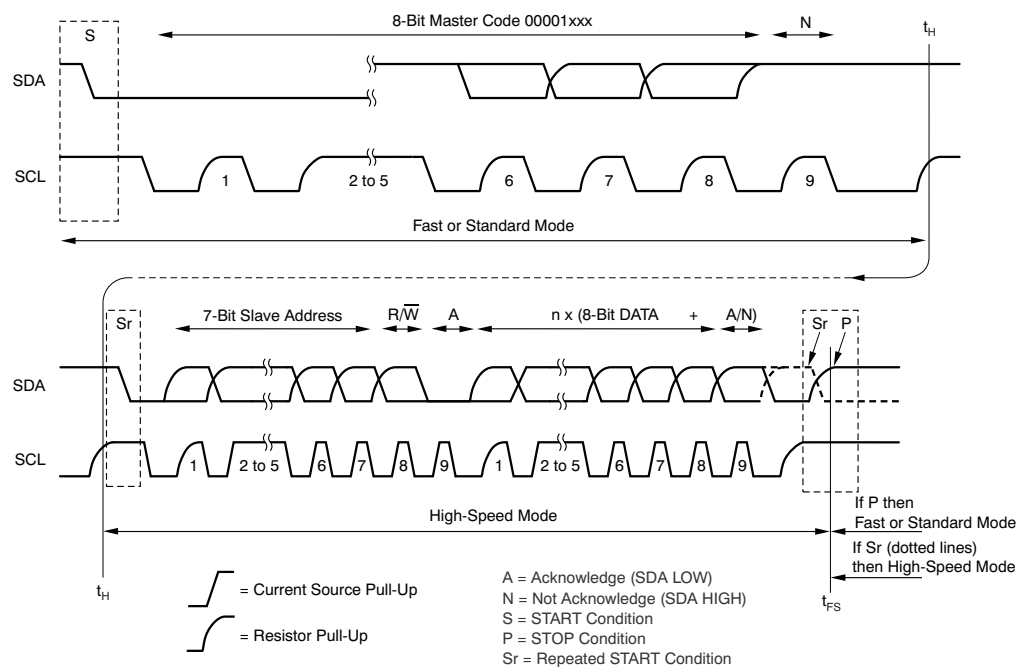 8-Bit Master Code 00001xxx
N
t_H
S
SDA
SCL
1
2 to 5
6
7
8
9
Fast or Standard Mode
Sr
7-Bit Slave Address
R/W̅
A
n x (8-Bit DATA + A/N)
Sr P
SDA
SCL
1
2 to 5
6
7
8
9
1
2 to 5
6
7
8
9
High-Speed Mode
If P then
Fast or Standard Mode
If Sr (dotted lines)
then High-Speed Mode
t_H
t_FS
= Current Source Pull-Up
= Resistor Pull-Up
A = Acknowledge (SDA LOW)
N = Not Acknowledge (SDA HIGH)
S = START Condition
P = STOP Condition
Sr = Repeated START Condition